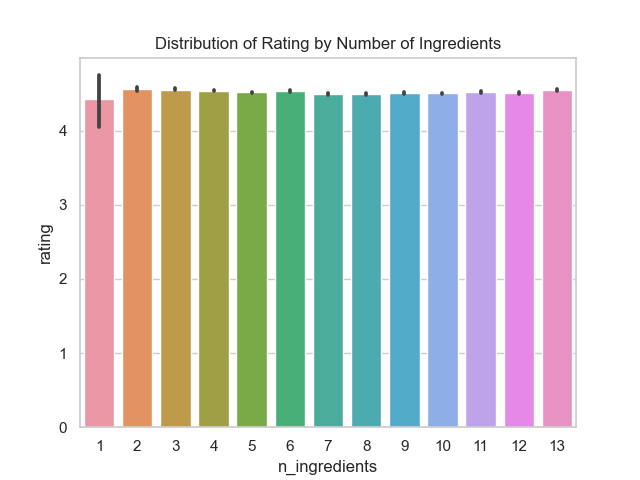 Distribution of Rating by Number of Ingredients
rating
4
3
2
1
0
1 2 3 4 5 6 7 8 9 10 11 12 13
n_ingredients